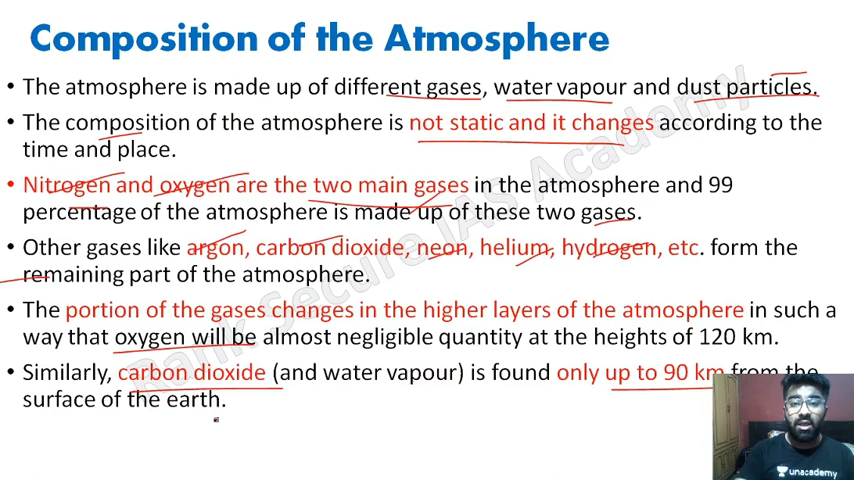 Composition of the Atmosphere
• The atmosphere is made up of different gases, water vapour and dust particles.
• The composition of the atmosphere is not static and it changes according to the
time and place.
• Nitrogen and oxygen are the two main gases in the atmosphere and 99
percentage of the atmosphere is made up of these two gases.
• Other gases like argon, carbon dioxide, neon, helium, hydrogen, etc. form the
remaining part of the atmosphere.
• The portion of the gases changes in the higher layers of the atmosphere in such a
way that oxygen will be almost negligible quantity at the heights of 120 km.
• Similarly, carbon dioxide (and water vapour) is found only up to 90 km from the
surface of the earth.
Rank Secure IAS Academy
unacademy